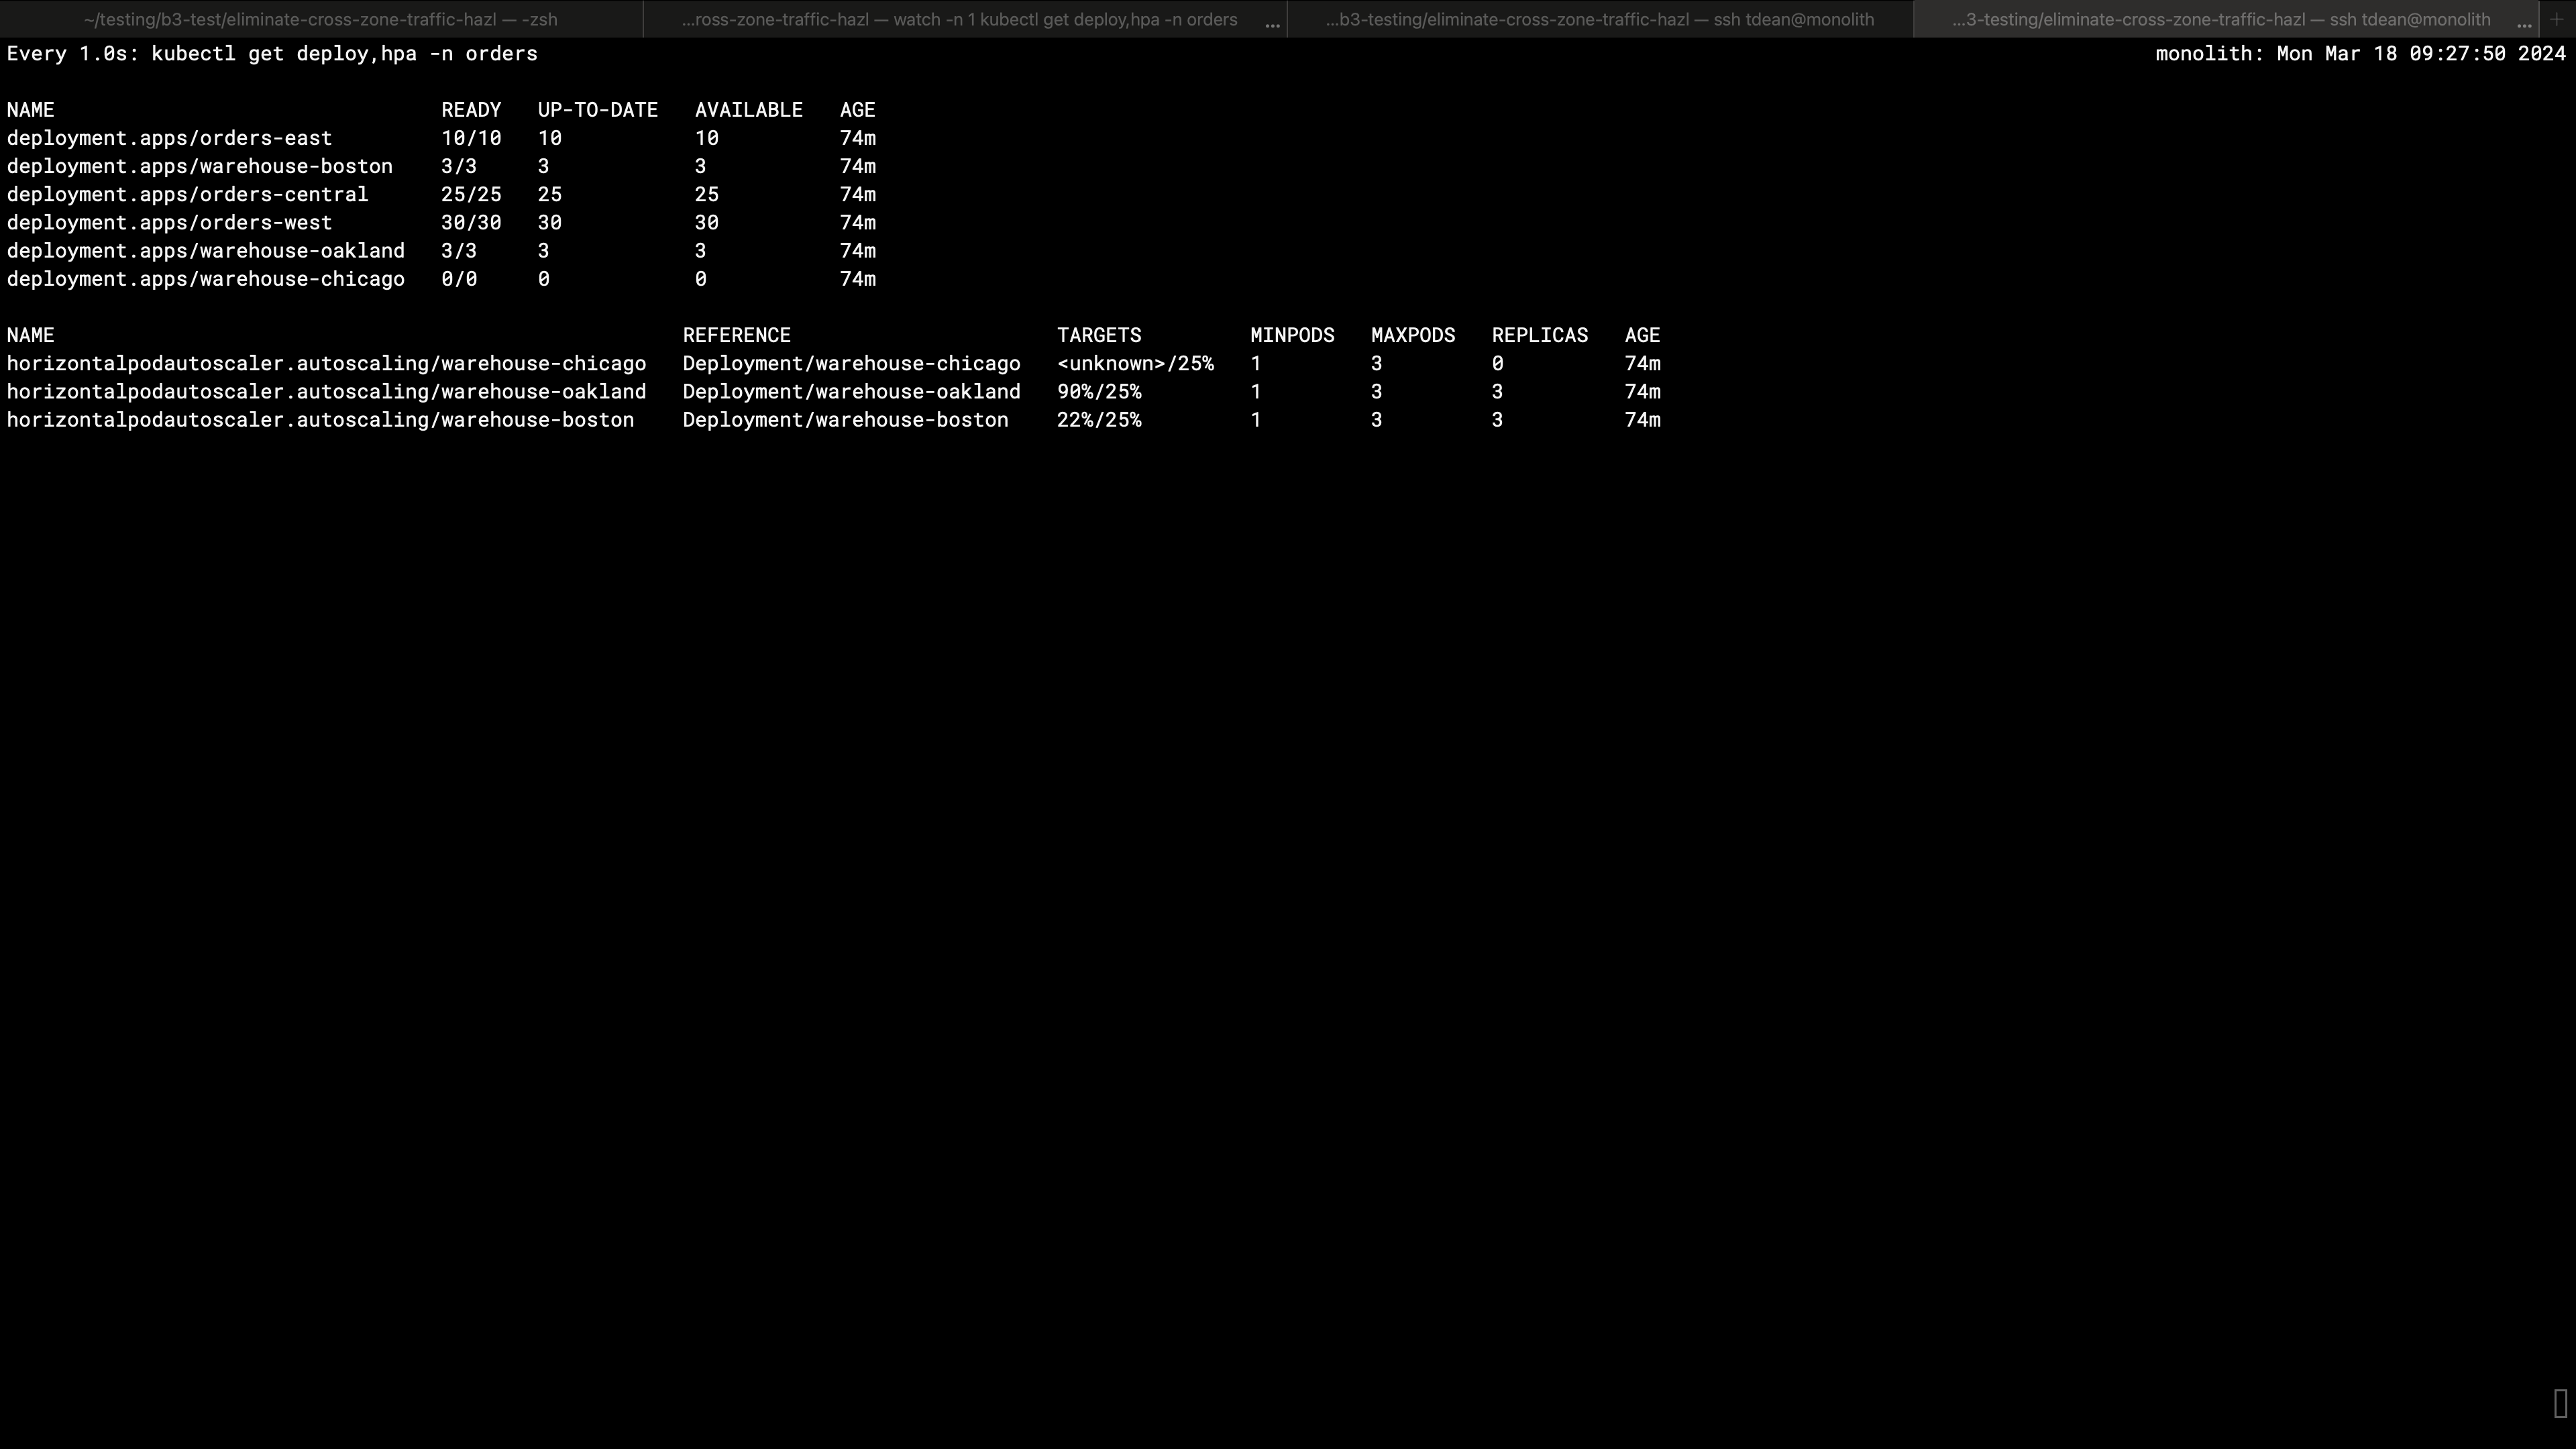 ~/testing/b3-test/eliminate-cross-zone-traffic-hazl — -zsh
...ross-zone-traffic-hazl — watch -n 1 kubectl get deploy,hpa -n orders ...
...b3-testing/eliminate-cross-zone-traffic-hazl — ssh tdean@monolith
...3-testing/eliminate-cross-zone-traffic-hazl — ssh tdean@monolith ... +
Every 1.0s: kubectl get deploy,hpa -n orders monolith: Mon Mar 18 09:27:50 2024
NAME READY UP-TO-DATE AVAILABLE AGE
deployment.apps/orders-east 10/10 10 10 74m
deployment.apps/warehouse-boston 3/3 3 3 74m
deployment.apps/orders-central 25/25 25 25 74m
deployment.apps/orders-west 30/30 30 30 74m
deployment.apps/warehouse-oakland 3/3 3 3 74m
deployment.apps/warehouse-chicago 0/0 0 0 74m
NAME REFERENCE TARGETS MINPODS MAXPODS REPLICAS AGE
horizontalpodautoscaler.autoscaling/warehouse-chicago Deployment/warehouse-chicago <unknown>/25% 1 3 0 74m
horizontalpodautoscaler.autoscaling/warehouse-oakland Deployment/warehouse-oakland 90%/25% 1 3 3 74m
horizontalpodautoscaler.autoscaling/warehouse-boston Deployment/warehouse-boston 22%/25% 1 3 3 74m